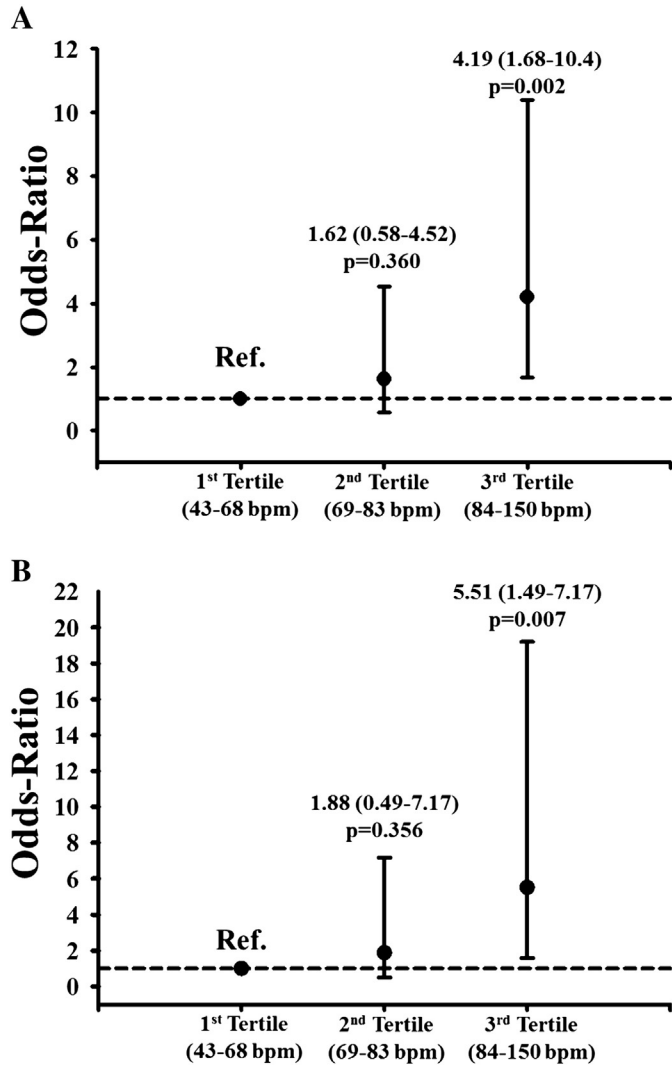 A
Odds-Ratio
12
10
8
6
4
2
0
4.19 (1.68-10.4)
p=0.002
1.62 (0.58-4.52)
p=0.360
Ref.
1st Tertile 2nd Tertile 3rd Tertile
(43-68 bpm) (69-83 bpm) (84-150 bpm)
B
Odds-Ratio
22
20
18
16
14
12
10
8
6
4
2
0
5.51 (1.49-7.17)
p=0.007
1.88 (0.49-7.17)
p=0.356
Ref.
1st Tertile 2nd Tertile 3rd Tertile
(43-68 bpm) (69-83 bpm) (84-150 bpm)